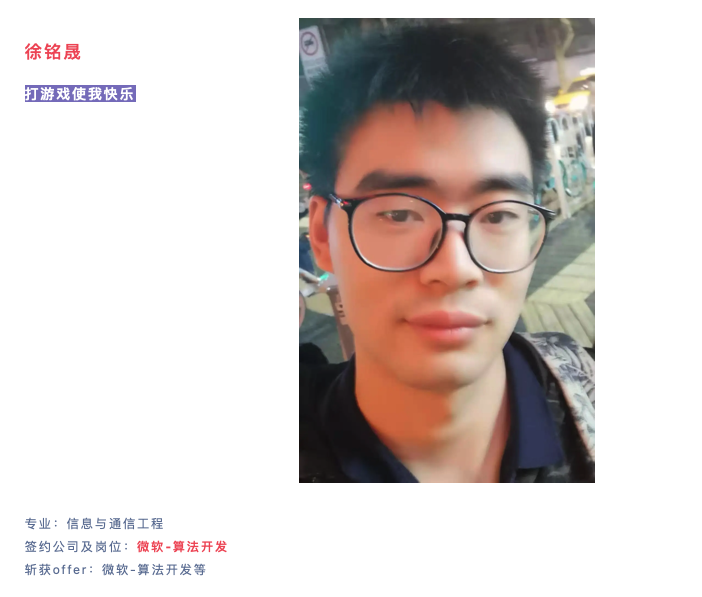 徐铭晟
打游戏使我快乐
专业：信息与通信工程
签约公司及岗位：微软-算法开发
斩获offer：微软-算法开发等